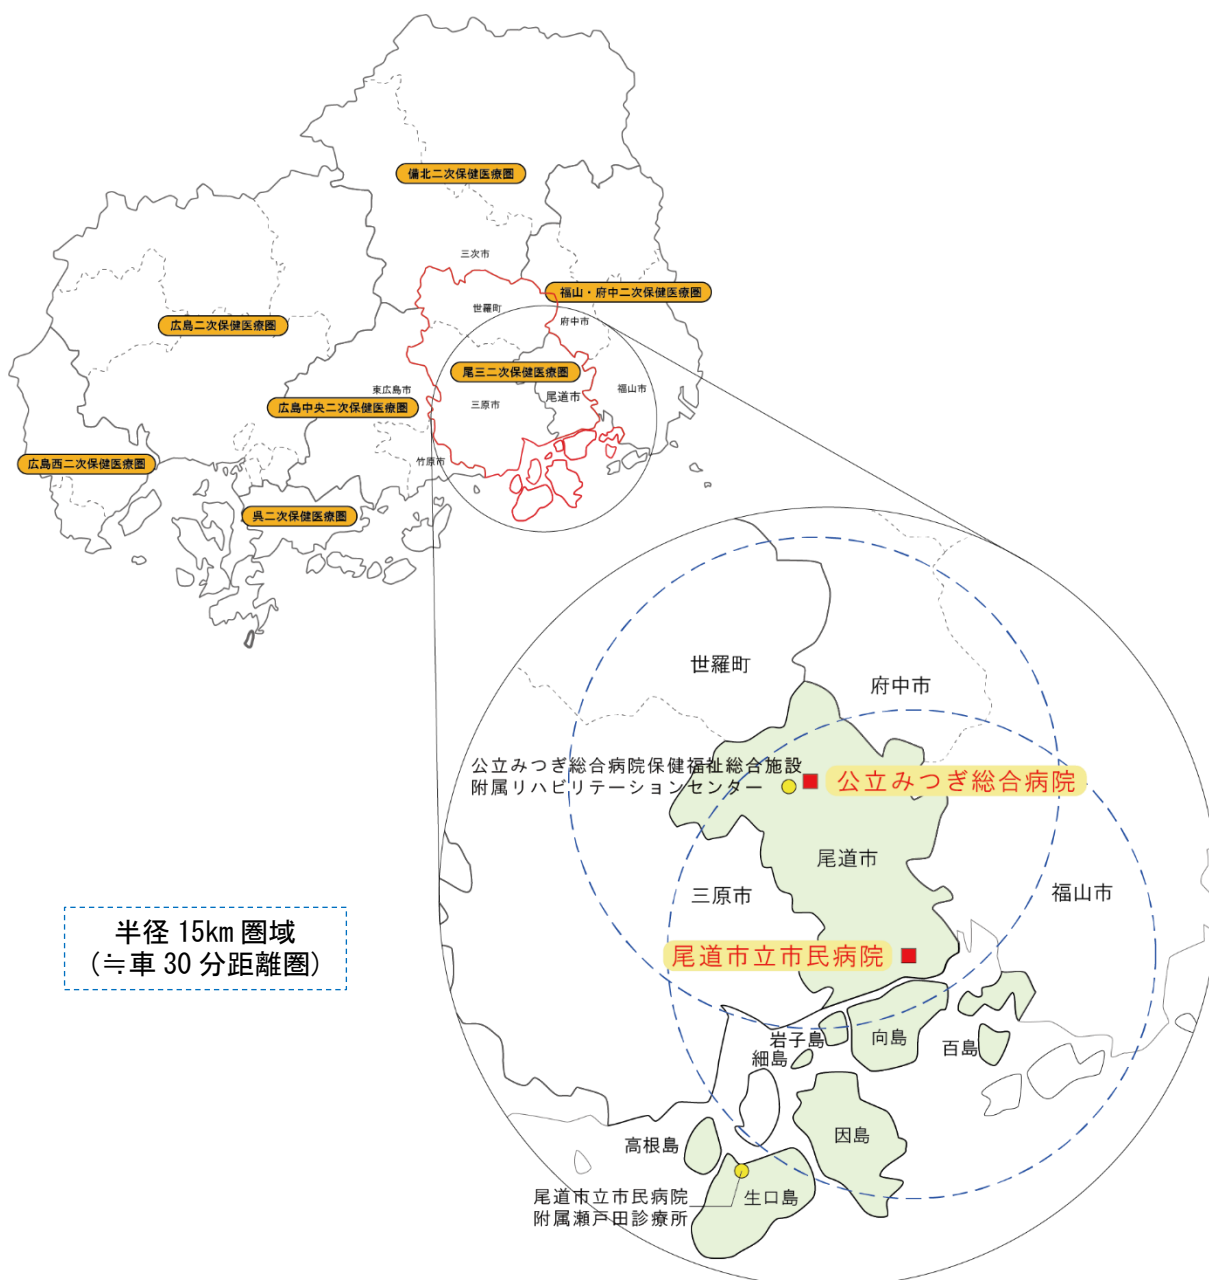 備北二次保健医療圏
三次市
福山・府中二次保健医療圏
世羅町
府中市
広島二次保健医療圏
尾三二次保健医療圏
東広島市
福山市
尾道市
三原市
広島中央二次保健医療圏
竹原市
広島西二次保健医療圏
呉二次保健医療圏
世羅町
府中市
公立みつぎ総合病院保健福祉総合施設
附属リハビリテーションセンター
公立みつぎ総合病院
尾道市
三原市
福山市
尾道市立市民病院
半径 15km 圏域
(≒車 30 分距離圏)
岩子島
向島
百島
細島
因島
高根島
生口島
尾道市立市民病院
附属瀬戸田診療所